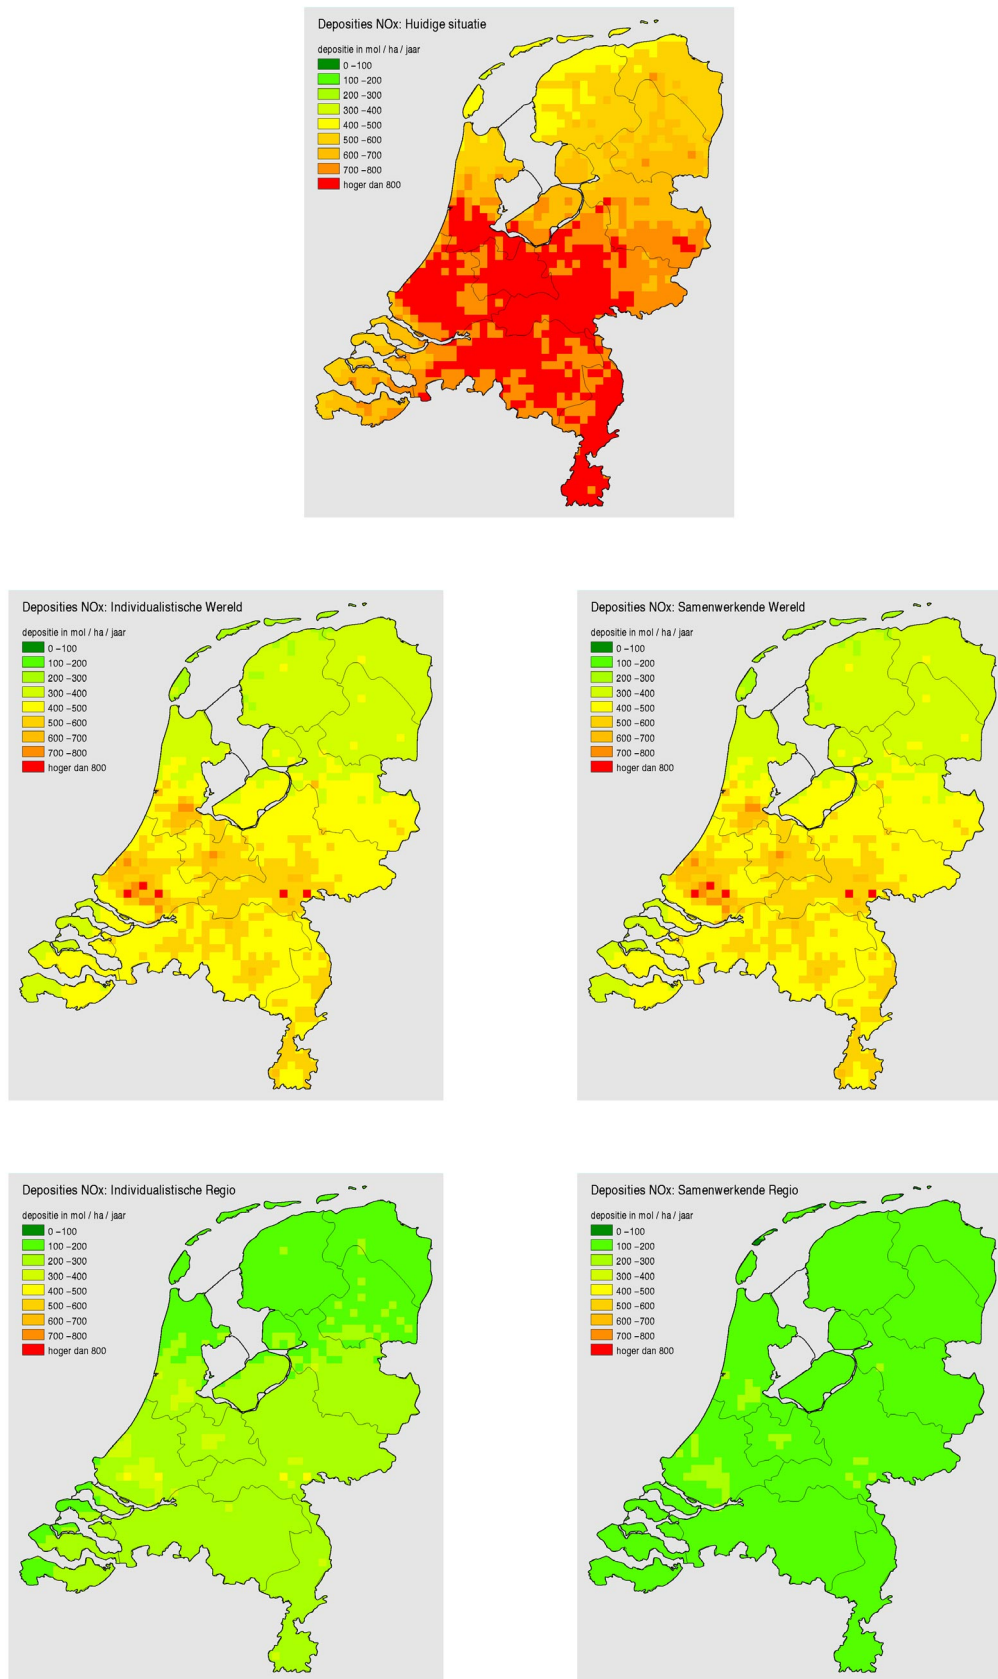 Deposities NOx: Huidige situatie
depositie in mol / ha / jaar
0 –100
100 –200
200 –300
300 –400
400 –500
500 –600
600 –700
700 –800
hoger dan 800
Deposities NOx: Individualistische Wereld
depositie in mol / ha / jaar
0 –100
100 –200
200 –300
300 –400
400 –500
500 –600
600 –700
700 –800
hoger dan 800
Deposities NOx: Samenwerkende Wereld
depositie in mol / ha / jaar
0 –100
100 –200
200 –300
300 –400
400 –500
500 –600
600 –700
700 –800
hoger dan 800
Deposities NOx: Individualistische Regio
depositie in mol / ha / jaar
0 –100
100 –200
200 –300
300 –400
400 –500
500 –600
600 –700
700 –800
hoger dan 800
Deposities NOx: Samenwerkende Regio
depositie in mol / ha / jaar
0 –100
100 –200
200 –300
300 –400
400 –500
500 –600
600 –700
700 –800
hoger dan 800